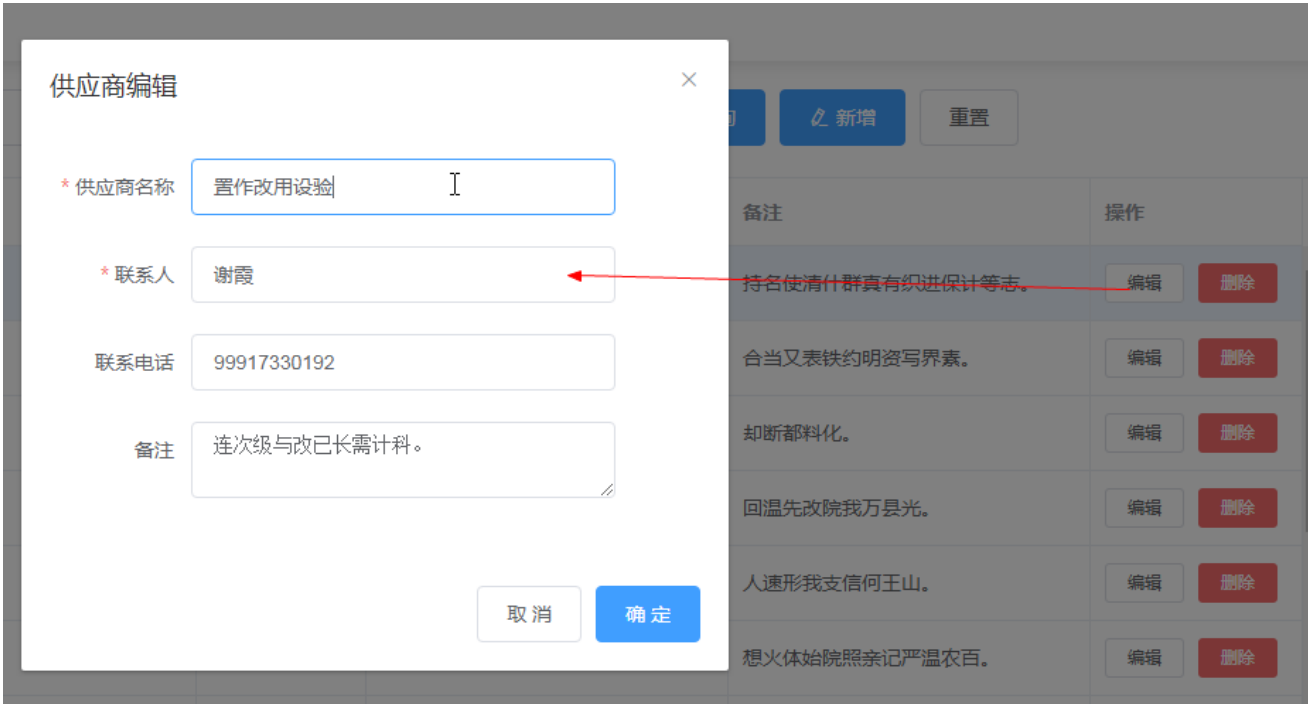 供应商编辑
新增
重置
* 供应商名称
置作改用设验
备注
操作
* 联系人
谢霞
持名使清什群真有织进保计等志。
编辑
删除
联系电话
99917330192
合当又表铁约明资写界素。
编辑
删除
备注
连次级与改已长需计科。
却断都料化。
编辑
删除
回温先改院我万县光。
编辑
删除
人速形我支信何王山。
编辑
删除
取 消
确 定
想火体始院照亲记严温农百。
编辑
删除